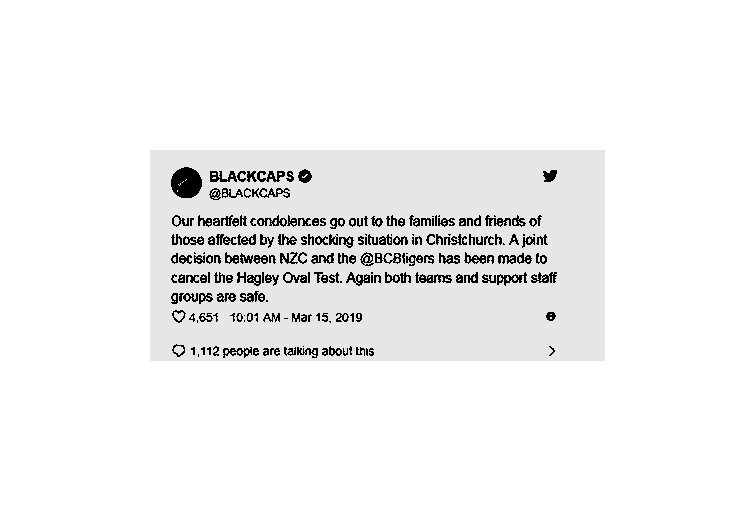 BLACKCAPS
@BLACKCAPS
Our heartfelt condolences go out to the families and friends of
those affected by the shocking situation in Christchurch. A joint
decision between NZC and the @BCBtigers has been made to
cancel the Hagley Oval Test. Again both teams and support staff
groups are safe.
4,651 10:01 AM - Mar 15, 2019
1,112 people are talking about this